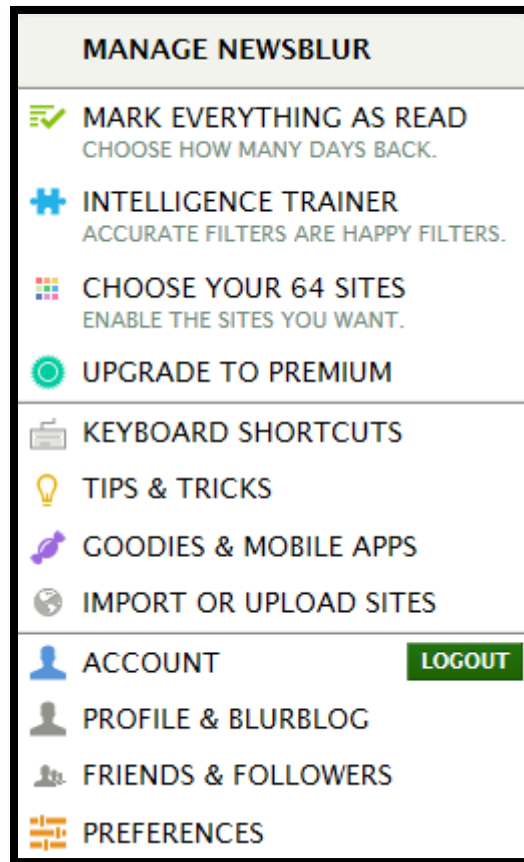 MANAGE NEWSBLUR
MARK EVERYTHING AS READ
CHOOSE HOW MANY DAYS BACK.
INTELLIGENCE TRAINER
ACCURATE FILTERS ARE HAPPY FILTERS.
CHOOSE YOUR 64 SITES
ENABLE THE SITES YOU WANT.
UPGRADE TO PREMIUM
KEYBOARD SHORTCUTS
TIPS & TRICKS
GOODIES & MOBILE APPS
IMPORT OR UPLOAD SITES
ACCOUNT LOGOUT
PROFILE & BLURBLOG
FRIENDS & FOLLOWERS
PREFERENCES